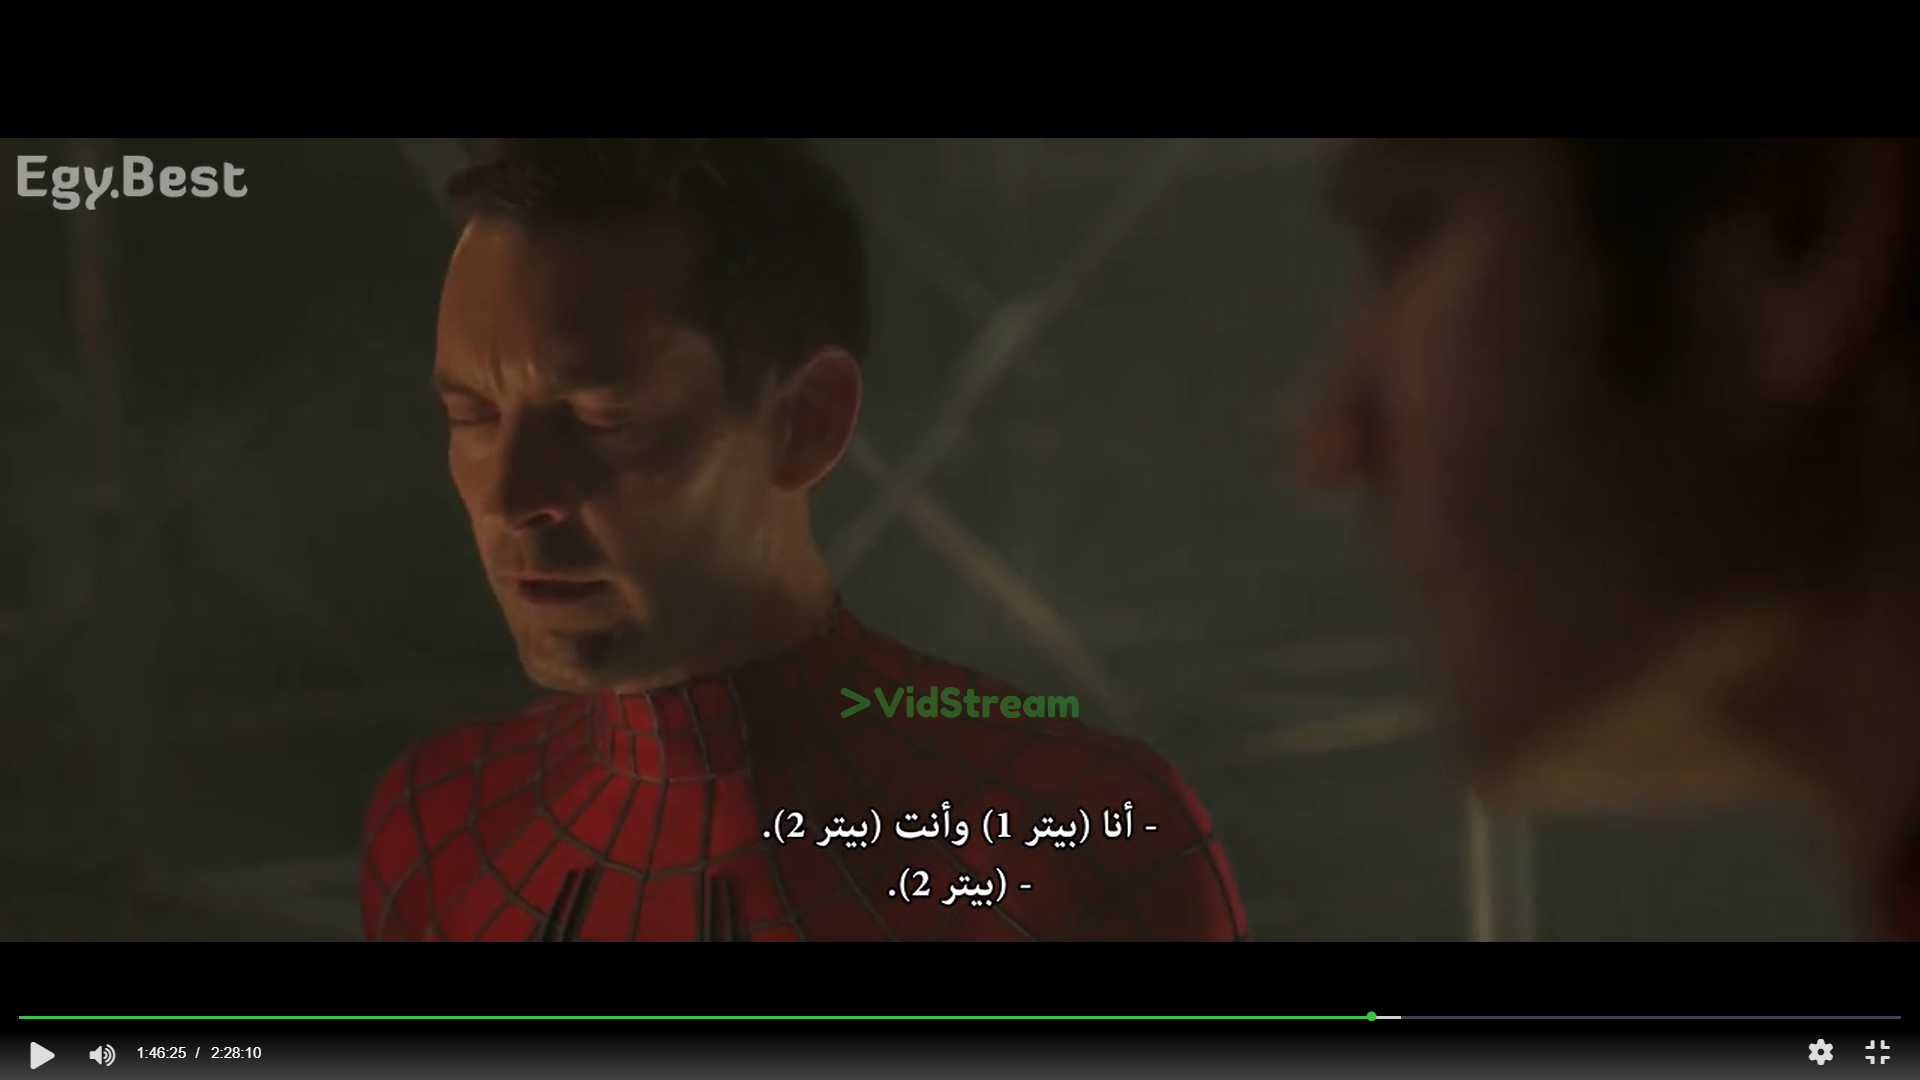 Egy.Best
>VidStream
- أنا (بيتر 1) وأنت (بيتر 2).
- (بيتر 2).
1:46:25 / 2:28:10